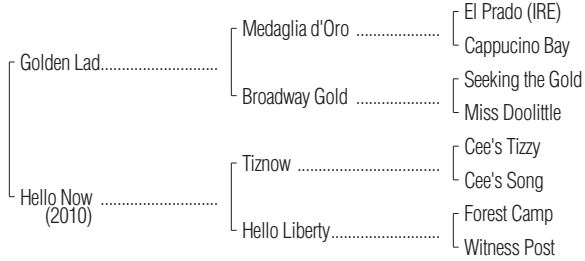 El Prado (IRE)
Medaglia d'Oro ....................
Cappucino Bay
Golden Lad............................
Seeking the Gold
Broadway Gold ...................
Miss Doolittle
Cee's Tizzy
Tiznow .................................
Cee's Song
Hello Now ............................
(2010)
Forest Camp
Hello Liberty.........................
Witness Post